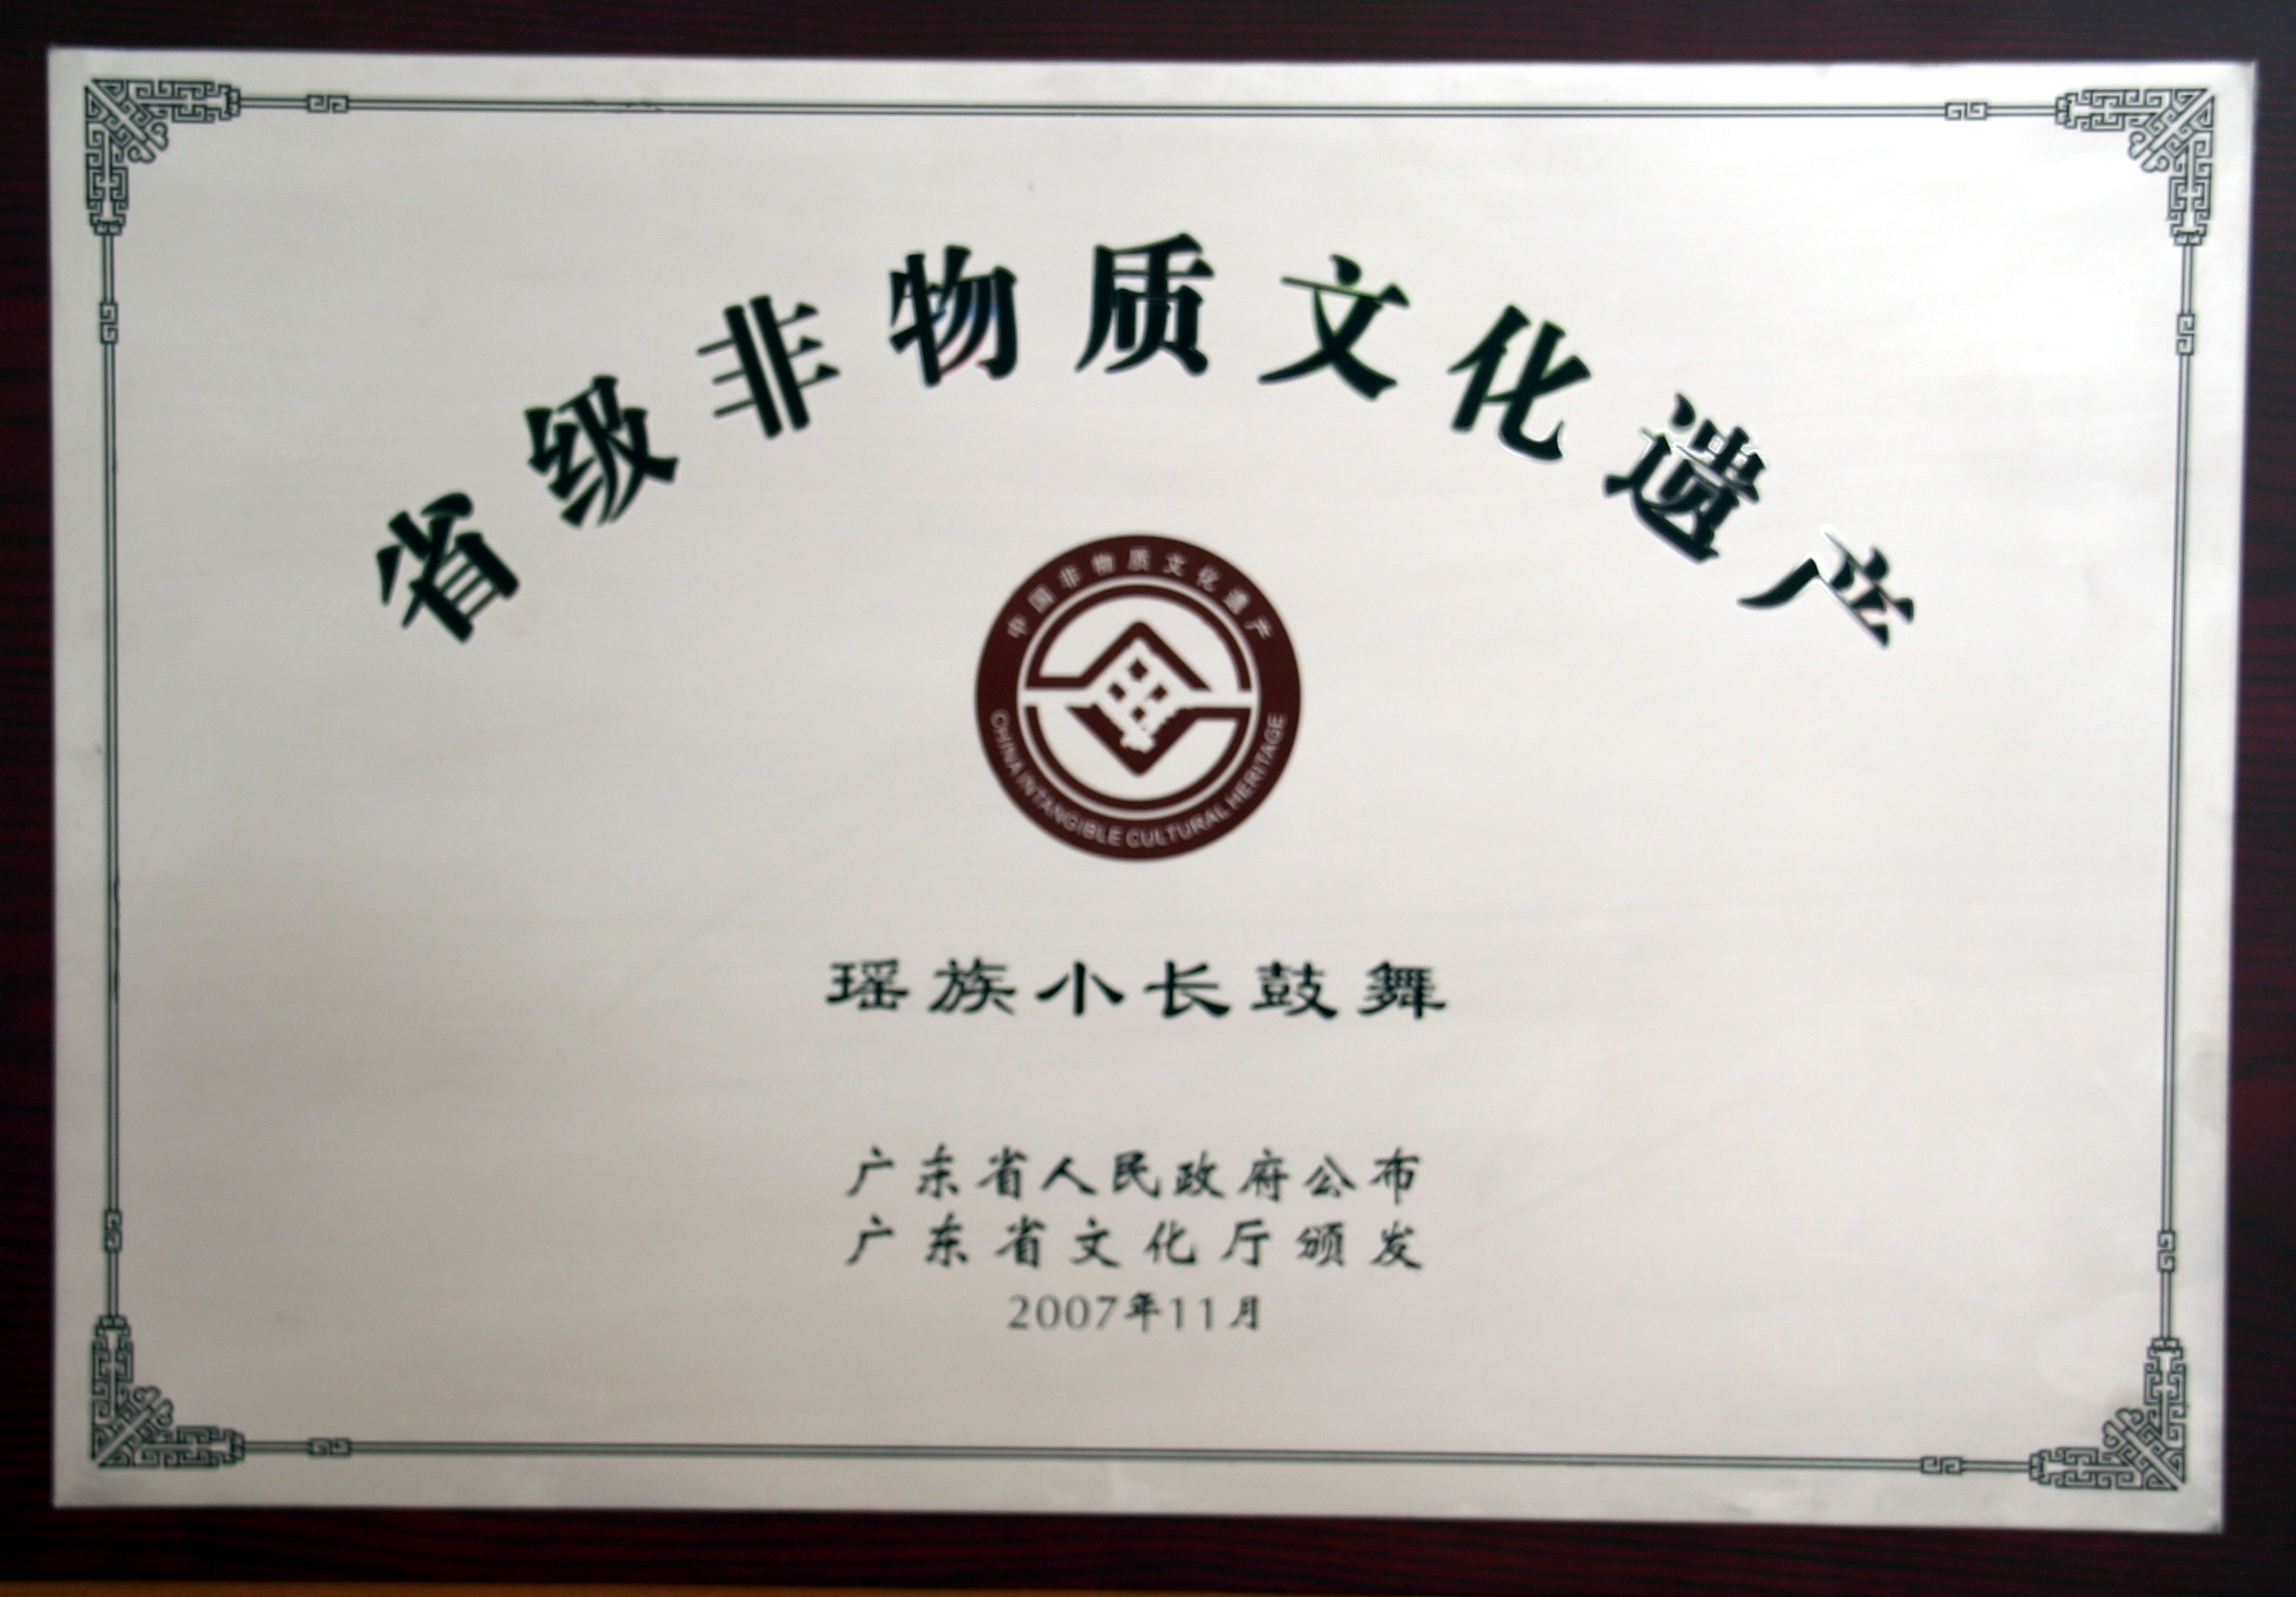 省级非物质文化遗产
中国非物质文化遗产
CHINA INTANGIBLE CULTURAL HERITAGE
瑶族小长鼓舞
广东省人民政府公布
广东省文化厅颁发
2007年11月